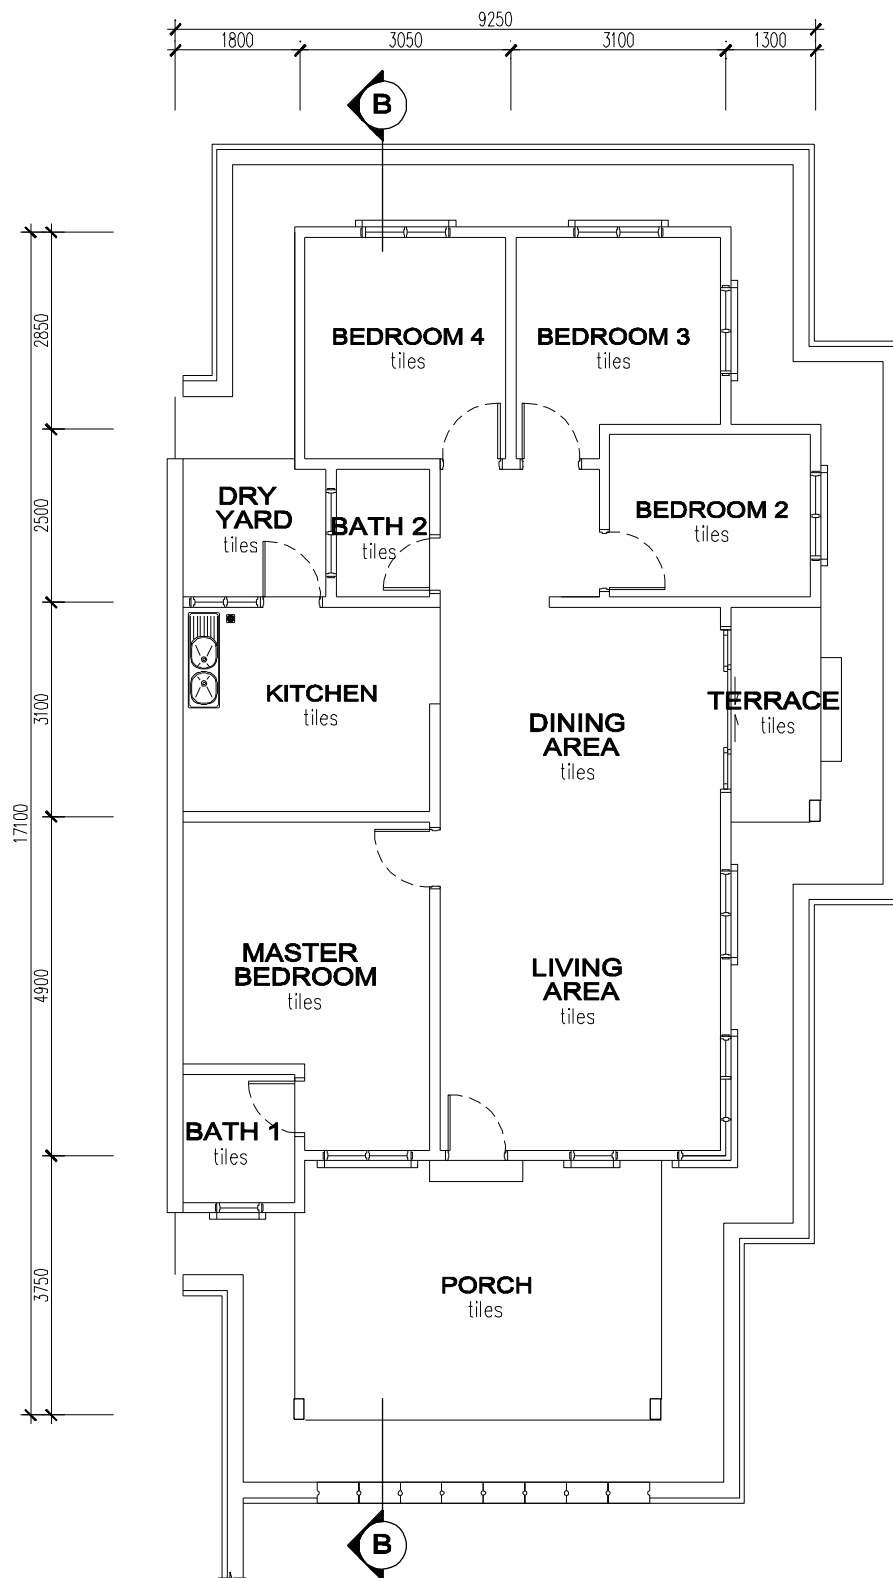 9250
1800
3050
3100
1300
B
2850
BEDROOM 4
tiles
BEDROOM 3
tiles
2500
DRY
YARD
tiles
BATH 2
tiles
BEDROOM 2
tiles
3100
KITCHEN
tiles
DINING
AREA
tiles
TERRACE
tiles
17100
4900
MASTER
BEDROOM
tiles
LIVING
AREA
tiles
BATH 1
tiles
3750
PORCH
tiles
B